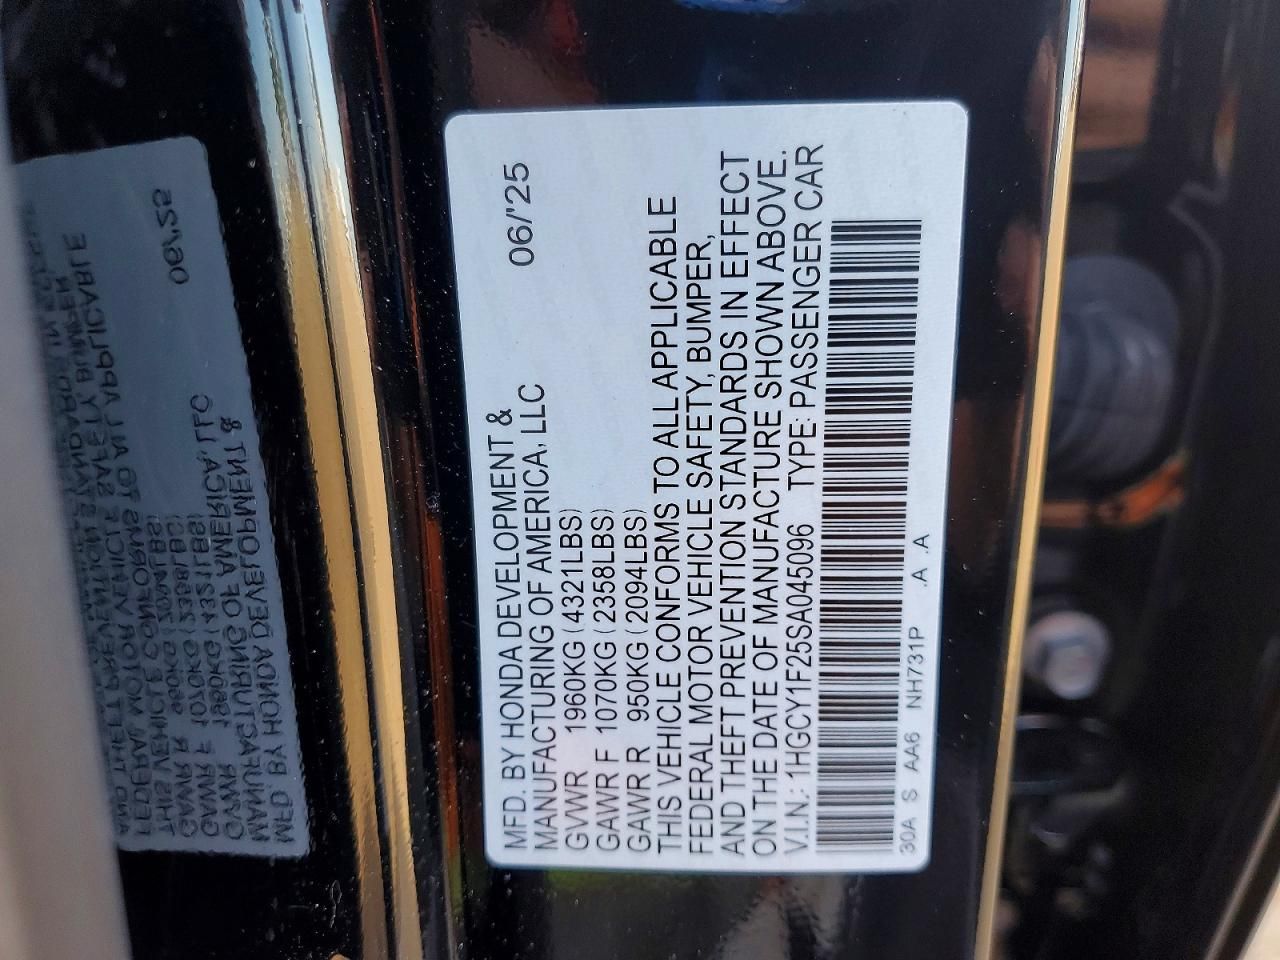 MFD. BY HONDA DEVELOPMENT &
MANUFACTURING OF AMERICA, LLC 06/'25
GVWR 1960KG (4321LBS)
GAWR F 1070KG (2358LBS)
GAWR R 950KG (2094LBS)
THIS VEHICLE CONFORMS TO ALL APPLICABLE
FEDERAL MOTOR VEHICLE SAFETY, BUMPER,
AND THEFT PREVENTION STANDARDS IN EFFECT
ON THE DATE OF MANUFACTURE SHOWN ABOVE.
V.I.N.: 1HGCY1F25SA045096 TYPE: PASSENGER CAR
30A S AA6 NH731P .A .A